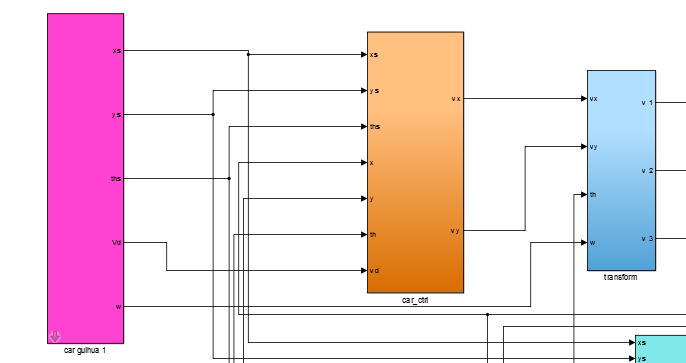 xs
ys
ths
Vd
w
car guihua 1
xs
ys
ths
x
y
th
vd
vx
vy
car_ctrl
vx
vy
th
w
v 1
v 2
v 3
transform
xs
ys